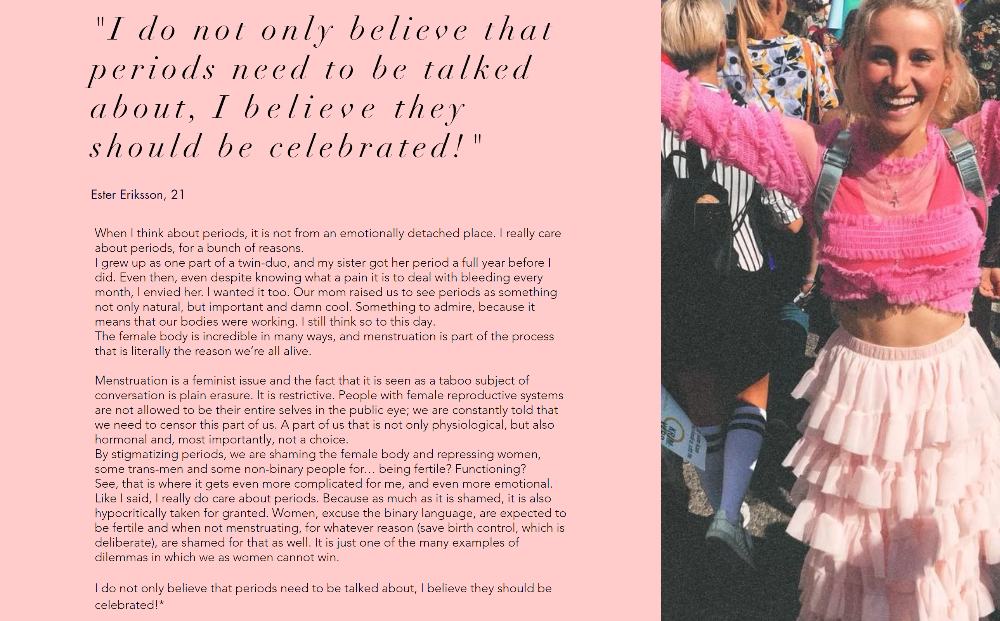 "I do not only believe that
periods need to be talked
about, I believe they
should be celebrated!"
Ester Eriksson, 21
When I think about periods, it is not from an emotionally detached place. I really care
about periods, for a bunch of reasons.
I grew up as one part of a twin-duo, and my sister got her period a full year before I
did. Even then, even despite knowing what a pain it is to deal with bleeding every
month, I envied her. I wanted it too. Our mom raised us to see periods as something
not only natural, but important and damn cool. Something to admire, because it
means that our bodies were working. I still think so to this day.
The female body is incredible in many ways, and menstruation is part of the process
that is literally the reason we’re all alive.
Menstruation is a feminist issue and the fact that it is seen as a taboo subject of
conversation is plain erasure. It is restrictive. People with female reproductive systems
are not allowed to be their entire selves in the public eye; we are constantly told that
we need to censor this part of us. A part of us that is not only physiological, but also
hormonal and, most importantly, not a choice.
By stigmatizing periods, we are shaming the female body and repressing women,
some trans-men and some non-binary people for… being fertile? Functioning?
See, that is where it gets even more complicated for me, and even more emotional.
Like I said, I really do care about periods. Because as much as it is shamed, it is also
hypocritically taken for granted. Women, excuse the binary language, are expected to
be fertile and when not menstruating, for whatever reason (save birth control, which is
deliberate), are shamed for that as well. It is just one of the many examples of
dilemmas in which we as women cannot win.
I do not only believe that periods need to be talked about, I believe they should be
celebrated!*